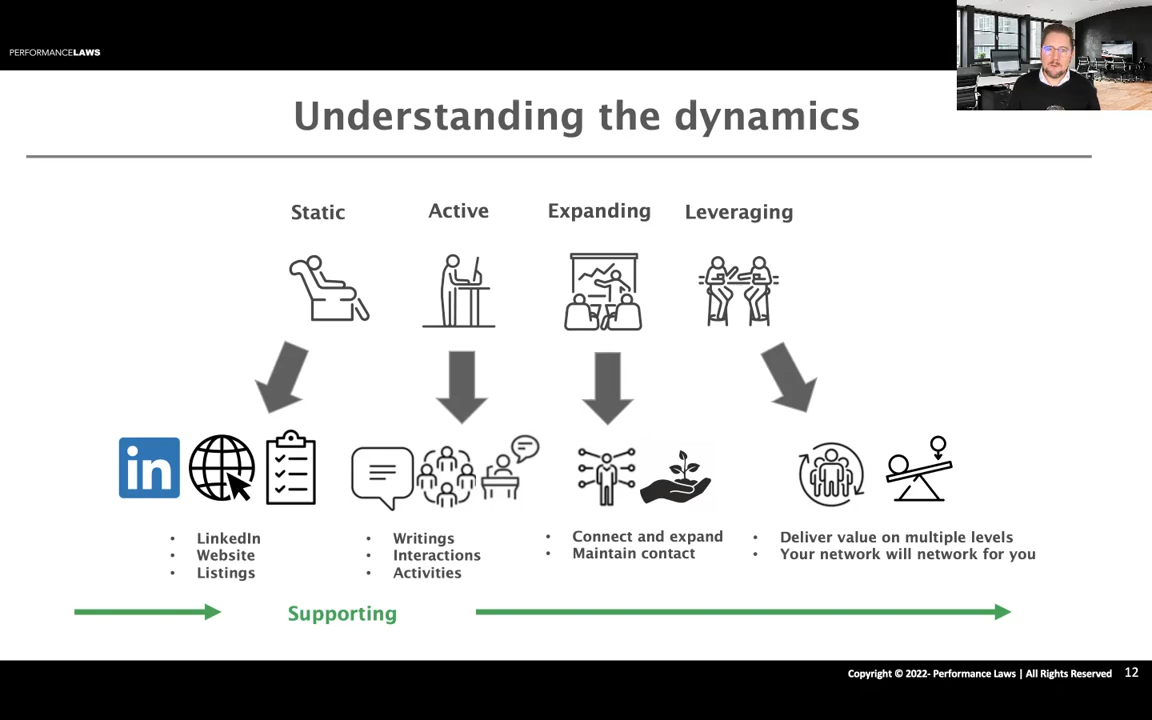 PERFORMANCELAWS
Understanding the dynamics
Static
Active
Expanding
Leveraging
in
• LinkedIn
• Website
• Listings
• Writings
• Interactions
• Activities
• Connect and expand
• Maintain contact
• Deliver value on multiple levels
• Your network will network for you
Supporting
Copyright © 2022- Performance Laws | All Rights Reserved 12